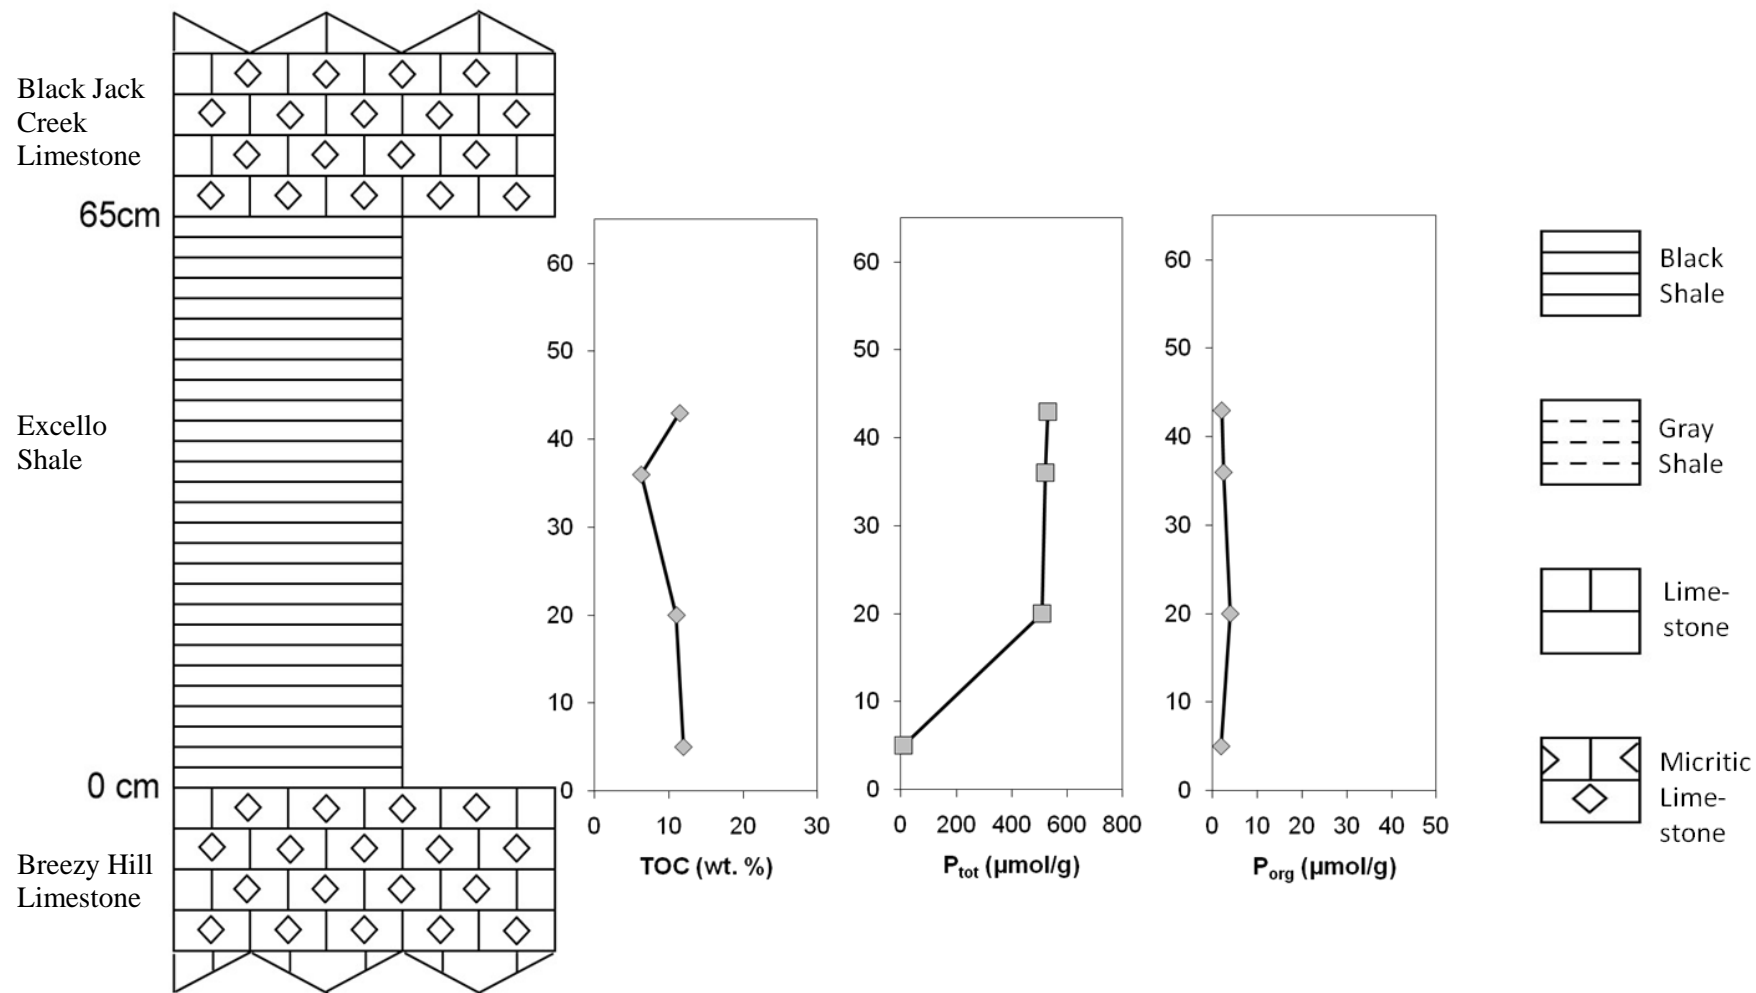 Black Jack
Creek
Limestone
65cm
Excello
Shale
0 cm
Breezy Hill
Limestone
60
50
40
30
20
10
0
0 10 20 30
TOC (wt. %)
60
50
40
30
20
10
0
0 200 400 600 800
Ptot (µmol/g)
60
50
40
30
20
10
0
0 10 20 30 40 50
Porg (µmol/g)
Black
Shale
Gray
Shale
Lime-
stone
Micritic
Lime-
stone